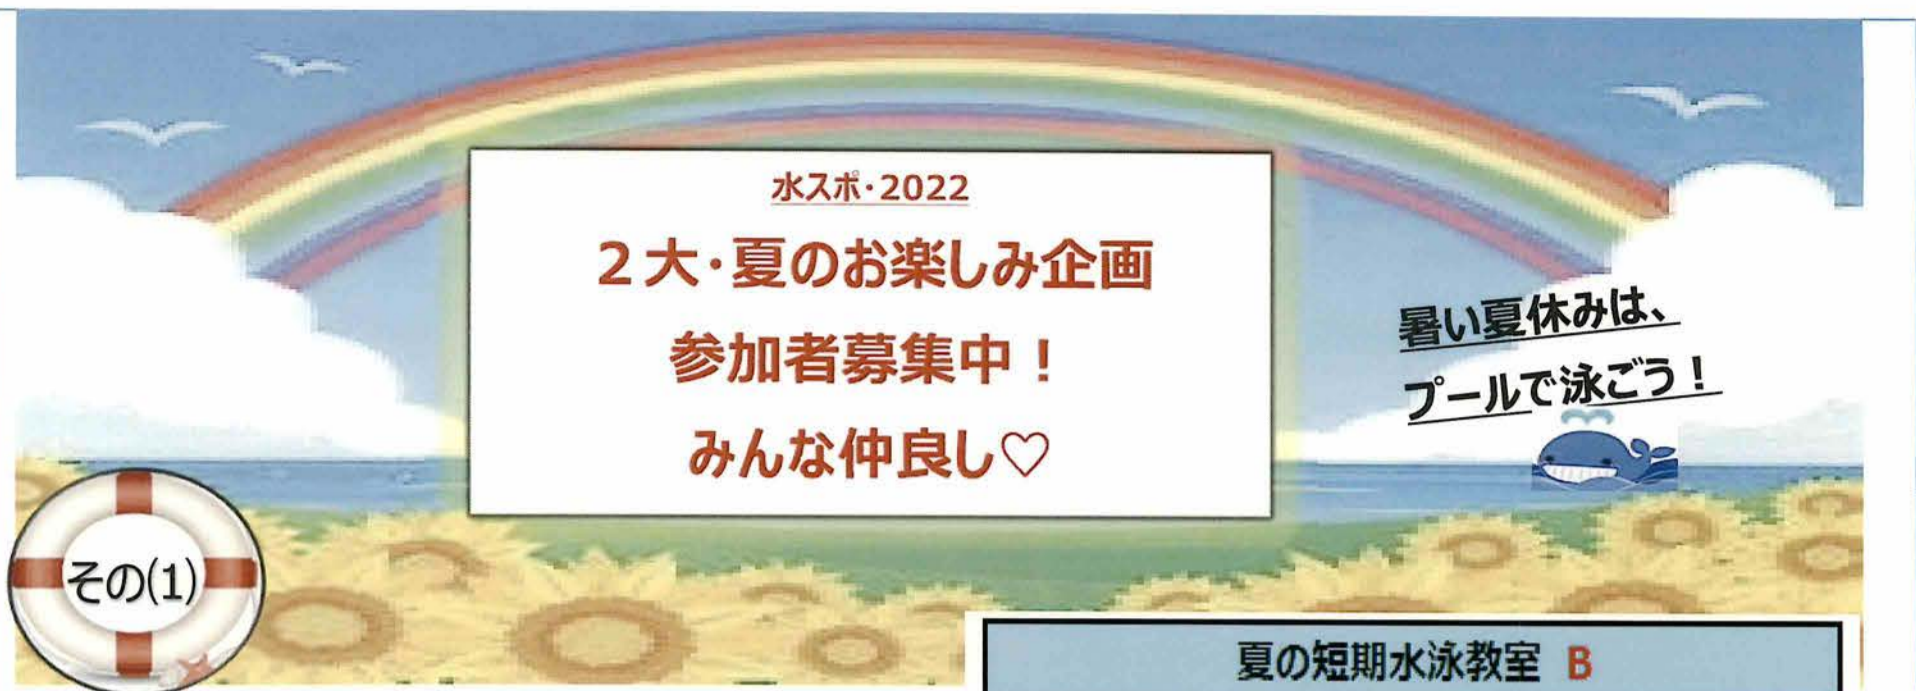 水スポ・2022
２大・夏のお楽しみ企画
参加者募集中！
みんな仲良し♡
暑い夏休みは、
プールで泳ごう！
その(1)
夏の短期水泳教室 B